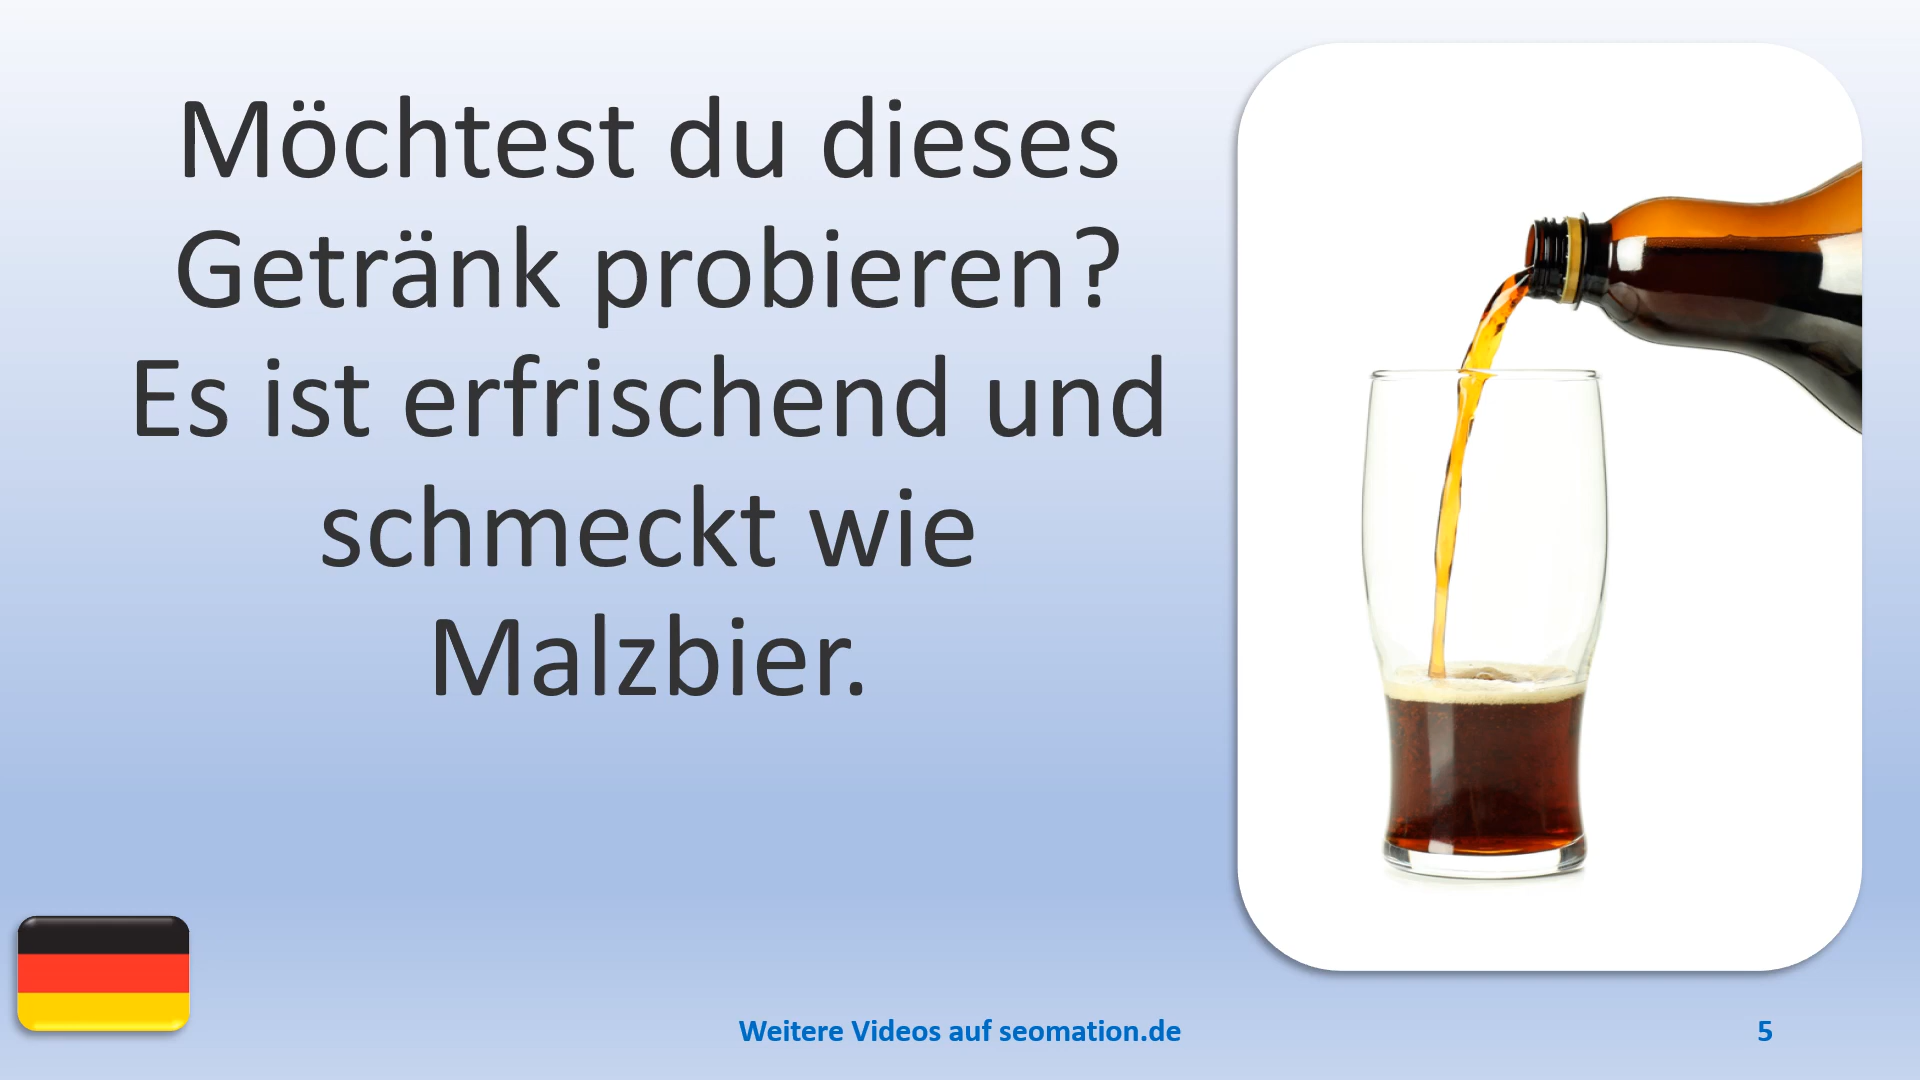 Möchtest du dieses
Getränk probieren?
Es ist erfrischend und
schmeckt wie
Malzbier.
Weitere Videos auf seomation.de
5